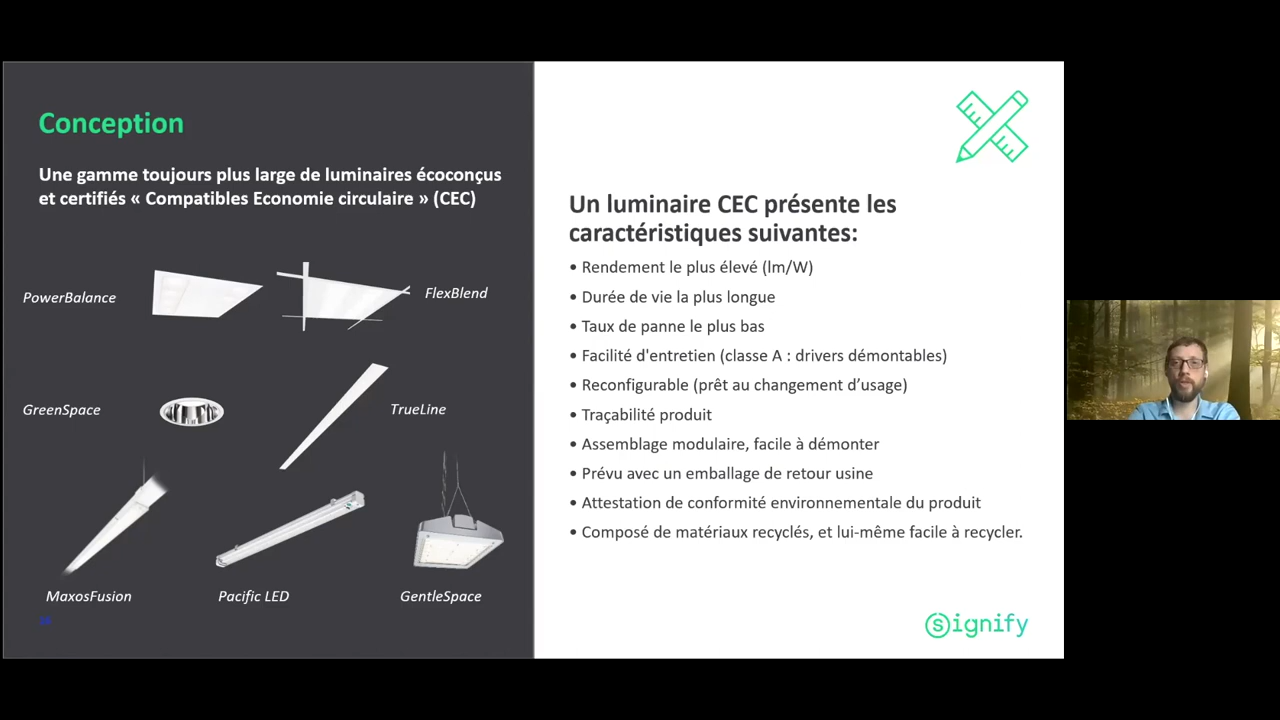 Conception
Une gamme toujours plus large de luminaires écoconçus
et certifiés « Compatibles Economie circulaire » (CEC)
PowerBalance
FlexBlend
GreenSpace
TrueLine
MaxosFusion
Pacific LED
GentleSpace
Un luminaire CEC présente les
caractéristiques suivantes:
• Rendement le plus élevé (lm/W)
• Durée de vie la plus longue
• Taux de panne le plus bas
• Facilité d'entretien (classe A : drivers démontables)
• Reconfigurable (prêt au changement d’usage)
• Traçabilité produit
• Assemblage modulaire, facile à démonter
• Prévu avec un emballage de retour usine
• Attestation de conformité environnementale du produit
• Composé de matériaux recyclés, et lui-même facile à recycler.
signify